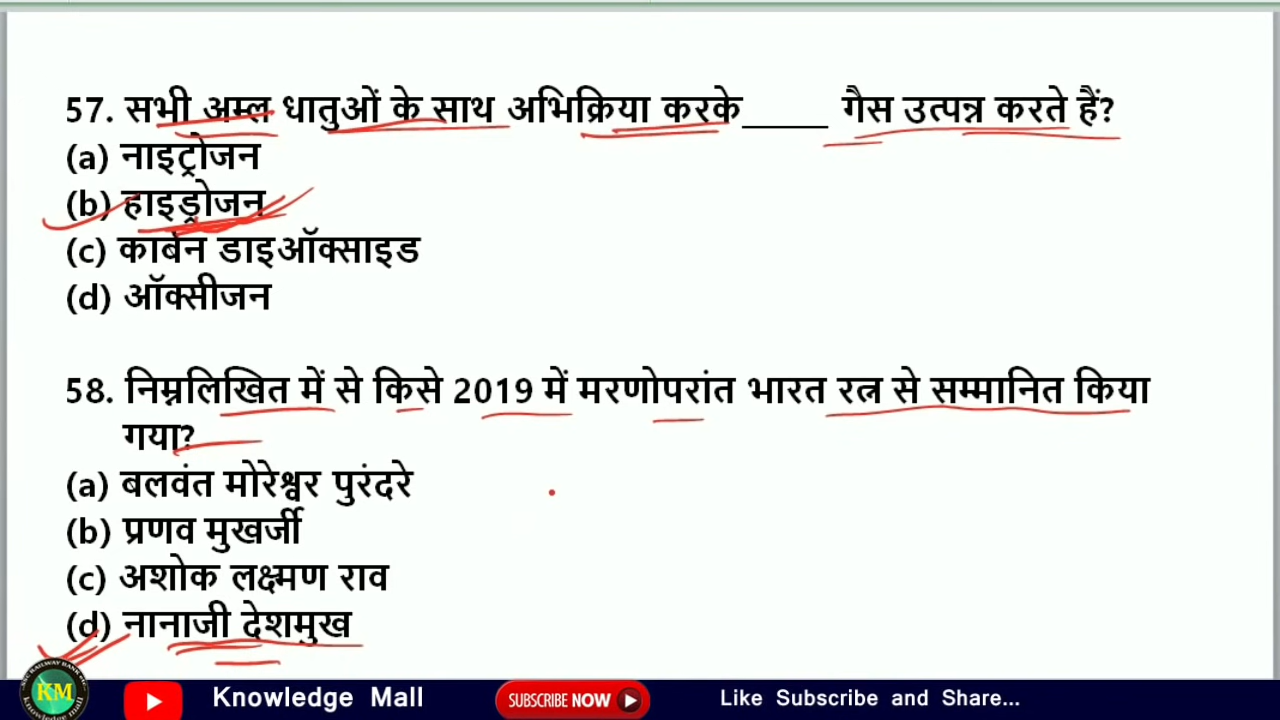 57. सभी अम्ल धातुओं के साथ अभिक्रिया करके_____ गैस उत्पन्न करते हैं?
(a) नाइट्रोजन
(b) हाइड्रोजन
(c) कार्बन डाइऑक्साइड
(d) ऑक्सीजन
58. निम्नलिखित में से किसे 2019 में मरणोपरांत भारत रत्न से सम्मानित किया
गया?
(a) बलवंत मोरेश्वर पुरंदरे
(b) प्रणव मुखर्जी
(c) अशोक लक्ष्मण राव
(d) नानाजी देशमुख
KM
Knowledge Mall
SUBSCRIBE NOW
Like Subscribe and Share...